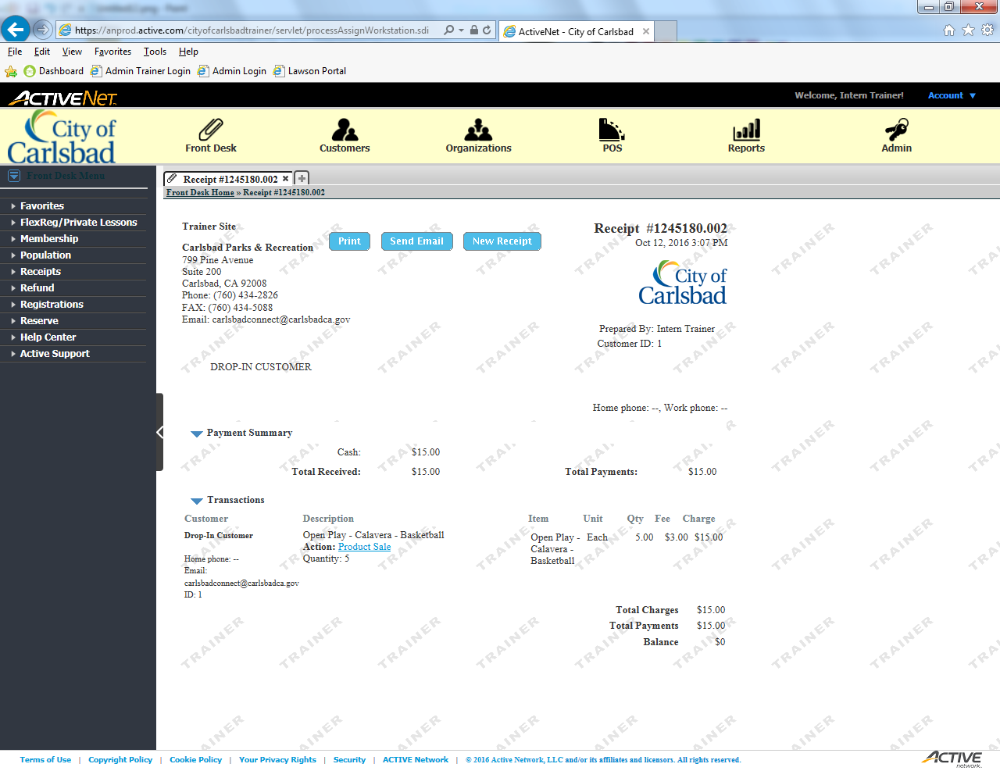 https://anprod.active.com/cityofcarlsbadtrainer/servlet/processAssignWorkstation.sdi
ActiveNet - City of Carlsbad
File Edit View Favorites Tools Help
Dashboard Admin Trainer Login Admin Login Lawson Portal
ACTIVENET
Welcome, Intern Trainer! Account
City of Carlsbad
Front Desk Customers Organizations POS Reports Admin
Front Desk Menu
Favorites
FlexReg/Private Lessons
Membership
Population
Receipts
Refund
Registrations
Reserve
Help Center
Active Support
Receipt #1245180.002
Front Desk Home » Receipt #1245180.002
Trainer Site
Carlsbad Parks & Recreation
799 Pine Avenue
Suite 200
Carlsbad, CA 92008
Phone: (760) 434-2826
FAX: (760) 434-5088
Email: carlsbadconnect@carlsbadca.gov
Print Send Email New Receipt
Receipt #1245180.002
Oct 12, 2016 3:07 PM
City of
Carlsbad
Prepared By: Intern Trainer
Customer ID: 1
DROP-IN CUSTOMER
Home phone: --, Work phone: --
Payment Summary
Cash: $15.00
Total Received: $15.00 Total Payments: $15.00
Transactions
Customer Description Item Unit Qty Fee Charge
Drop-In Customer
Home phone: --
Email:
carlsbadconnect@carlsbadca.gov
ID: 1
Open Play - Calavera - Basketball
Action: Product Sale
Quantity: 5
Open Play -
Calavera -
Basketball
Each 5.00 $3.00 $15.00
Total Charges $15.00
Total Payments $15.00
Balance $0
TRAINER
Terms of Use | Copyright Policy | Cookie Policy | Your Privacy Rights | Security | ACTIVE Network | © 2016 Active Network, LLC and/or its affiliates and licensors. All rights reserved.
ACTIVE
network